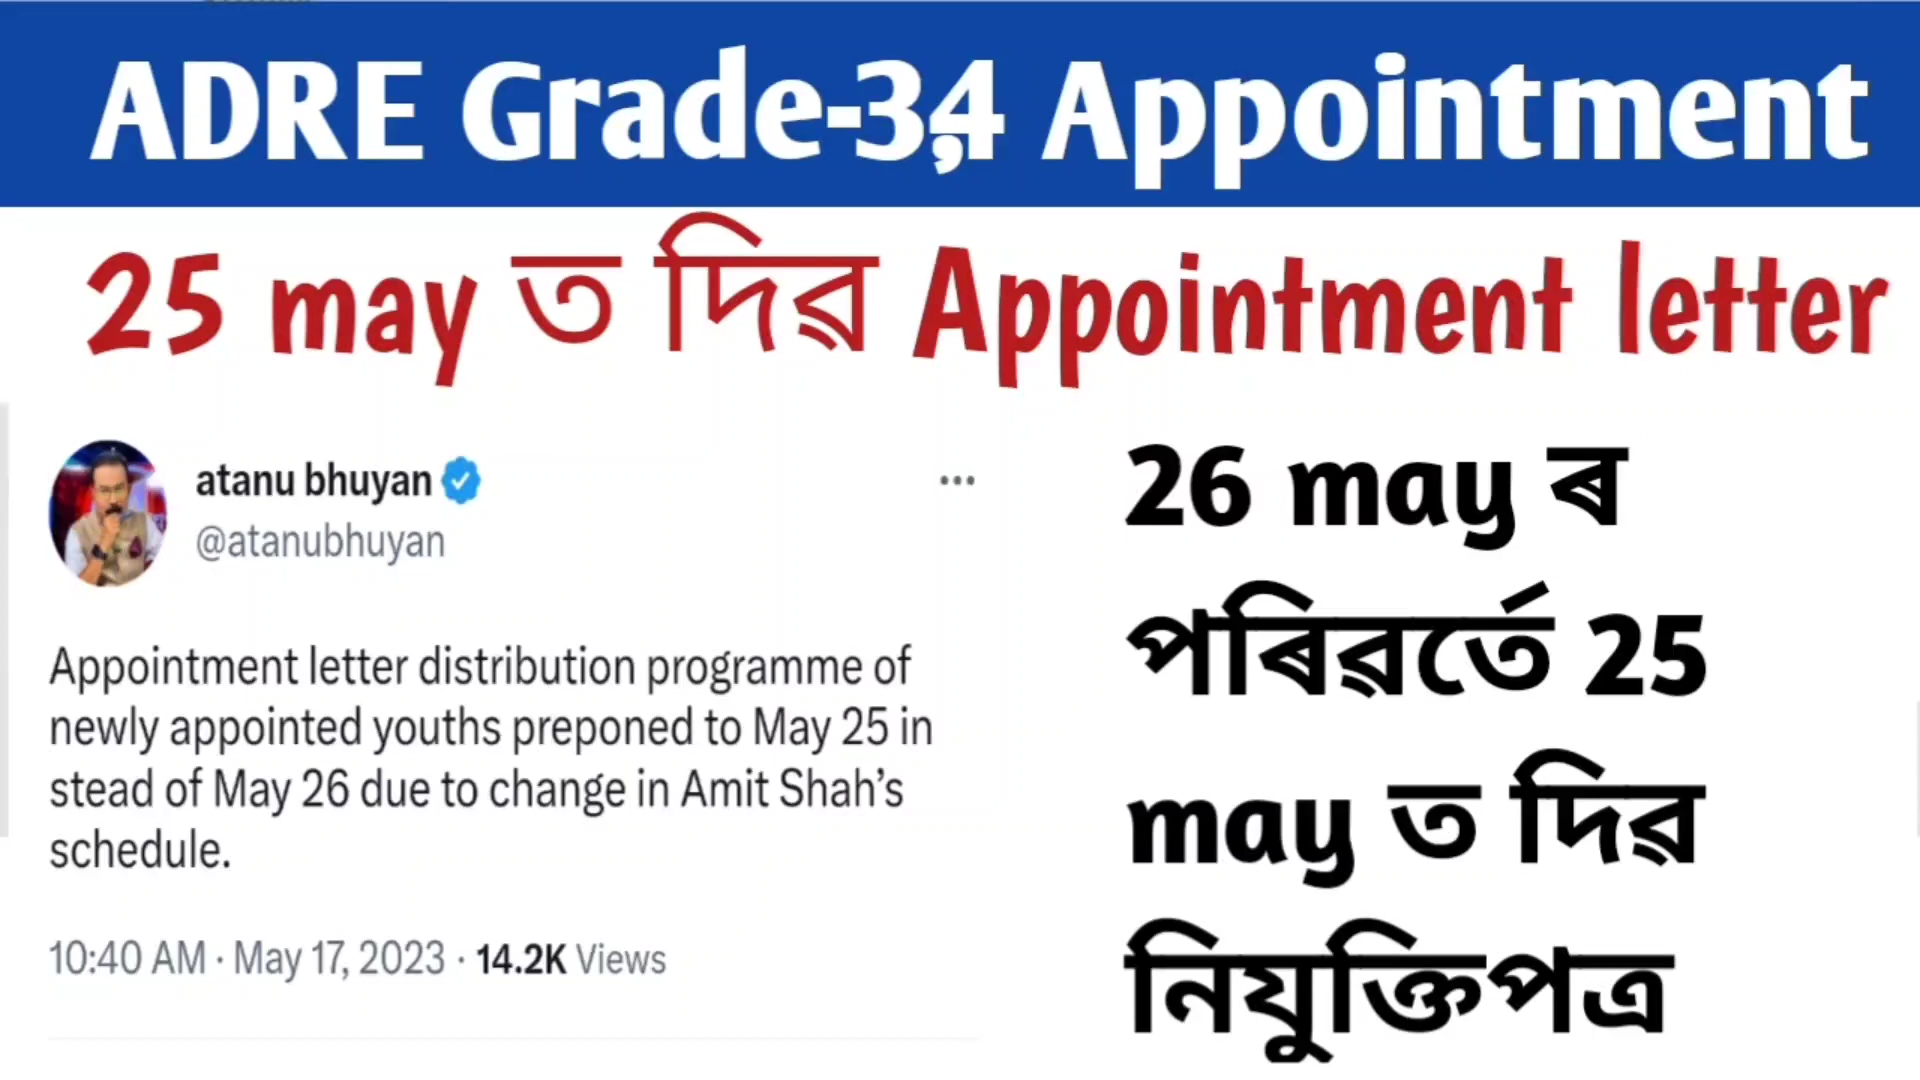 ADRE Grade-3,4 Appointment
25 may ত দিৱ Appointment letter
atanu bhuyan
@atanubhuyan
Appointment letter distribution programme of
newly appointed youths preponed to May 25 in
stead of May 26 due to change in Amit Shah’s
schedule.
10:40 AM · May 17, 2023 · 14.2K Views
26 may ৰ
পৰিৱৰ্তে 25
may ত দিৱ
নিযুক্তিপত্ৰ